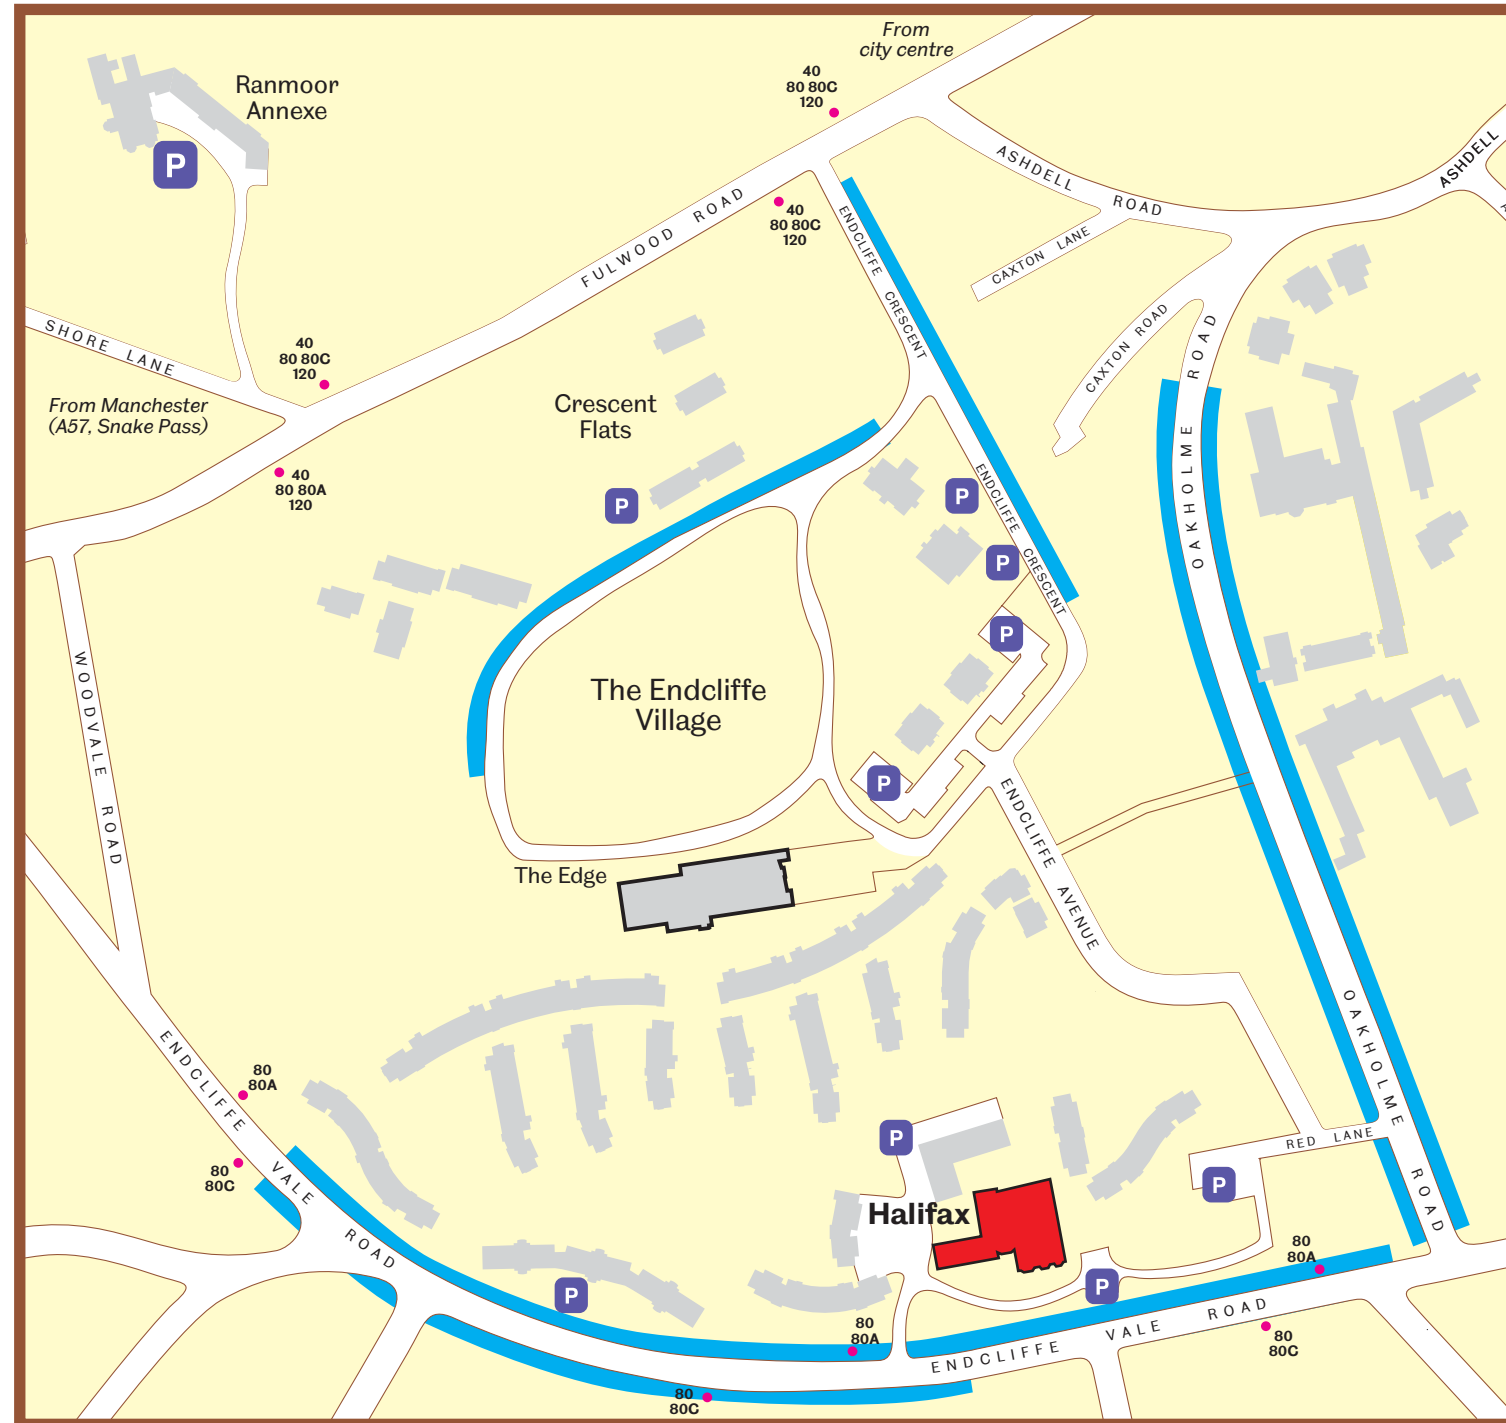 From
city centre
40
80 80C
120
Ranmoor
Annexe
P
ASHDELL ROAD
ASHDELL
40
80 80C
120
FULWOOD ROAD
ENDCLIFFE CRESCENT
CAXTON LANE
CAXTON ROAD
SHORE LANE
40
80 80C
120
From Manchester
(A57, Snake Pass)
Crescent
Flats
P
40
80 80A
120
OAKHOLME ROAD
P
ENDCLIFFE CRESCENT
P
P
The Endcliffe
Village
WOODVALE ROAD
P
ENDCLIFFE AVENUE
The Edge
OAKHOLME ROAD
80
80A
80
80C
ENDCLIFFE VALE ROAD
P
RED LANE
P
Halifax
80
80A
P
P
80
80A
ENDCLIFFE VALE ROAD
80
80C
80
80C